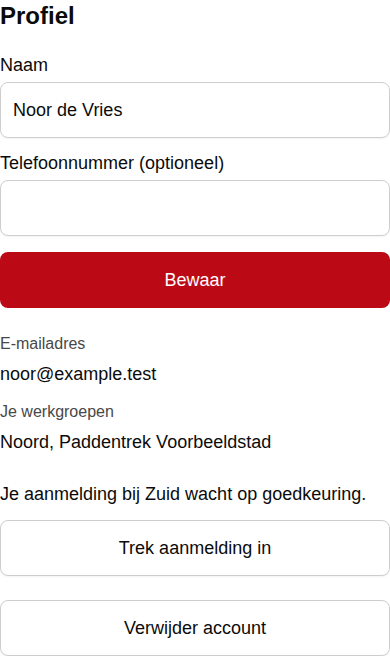 Profiel
Naam
Noor de Vries
Telefoonnummer (optioneel)
Bewaar
E-mailadres
noor@example.test
Je werkgroepen
Noord, Paddentrek Voorbeeldstad
Je aanmelding bij Zuid wacht op goedkeuring.
Trek aanmelding in
Verwijder account